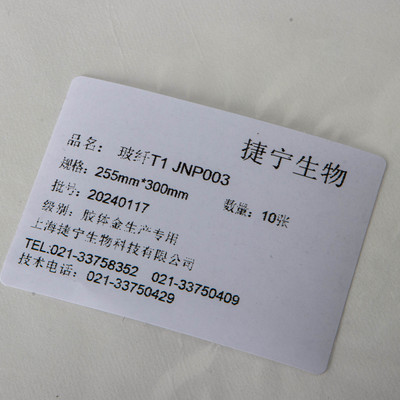 捷宁生物
品名： 玻纤T1 JNP003
规格： 255mm*300mm 数量： 10张
批号： 20240117
级别： 胶体金生产专用
上海捷宁生物科技有限公司
TEL:021-33758352 021-33750409
技术电话： 021-33750429